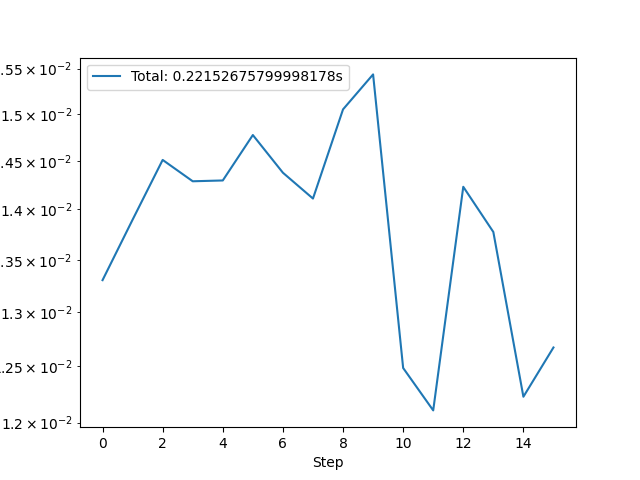 Total: 0.22152675799998178s
.55 × 10⁻²
1.5 × 10⁻²
.45 × 10⁻²
1.4 × 10⁻²
.35 × 10⁻²
1.3 × 10⁻²
.25 × 10⁻²
1.2 × 10⁻²
0 2 4 6 8 10 12 14
Step